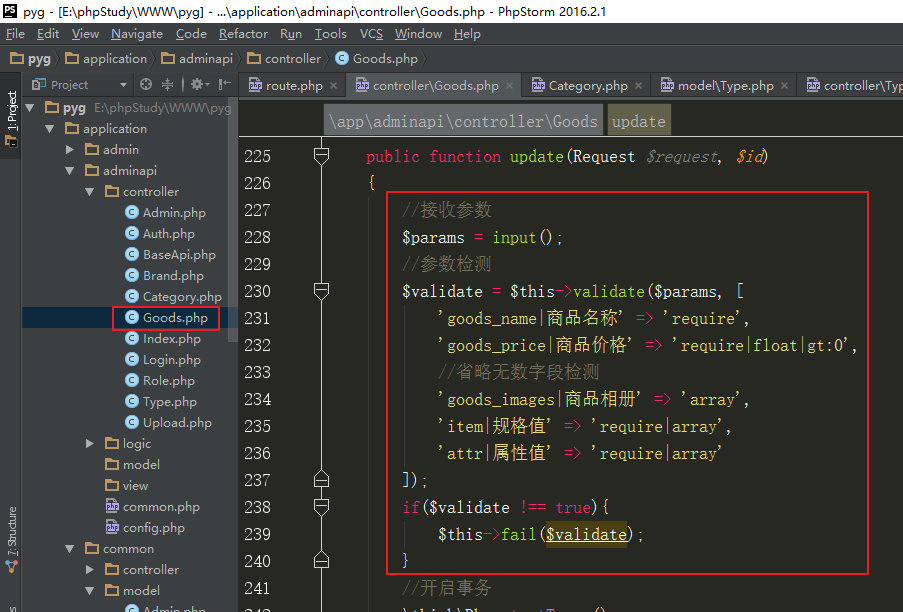 pyg - [E:\phpStudy\WWW\pyg] - ...\application\adminapi\controller\Goods.php - PhpStorm 2016.2.1
File Edit View Navigate Code Refactor Run Tools VCS Window Help
pyg application adminapi controller Goods.php
Project
route.php controller\Goods.php Category.php model\Type.php controller\Ty
1: Project
7: Structure
pyg E:\phpStudy\WWW\pyg
application
admin
adminapi
controller
Admin.php
Auth.php
BaseApi.php
Brand.php
Category.php
Goods.php
Index.php
Login.php
Role.php
Type.php
Upload.php
logic
model
view
common.php
config.php
common
controller
model
Admin.php
\app\adminapi\controller\Goods update
225 public function update(Request $request, $id)
226 {
227 //接收参数
228 $params = input();
229 //参数检测
230 $validate = $this->validate($params, [
231 'goods_name|商品名称' => 'require',
232 'goods_price|商品价格' => 'require|float|gt:0',
233 //省略无数字段检测
234 'goods_images|商品相册' => 'array',
235 'item|规格值' => 'require|array',
236 'attr|属性值' => 'require|array'
237 ]);
238 if($validate !== true){
239 $this->fail($validate);
240 }
241 //开启事务